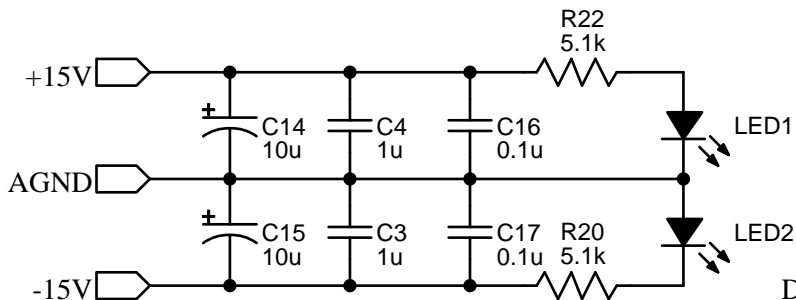 R22
5.1k
+15V
+
C14
10u
C4
1u
C16
0.1u
LED1
AGND
+
C15
10u
C3
1u
C17
0.1u
R20
5.1k
LED2
-15V
D